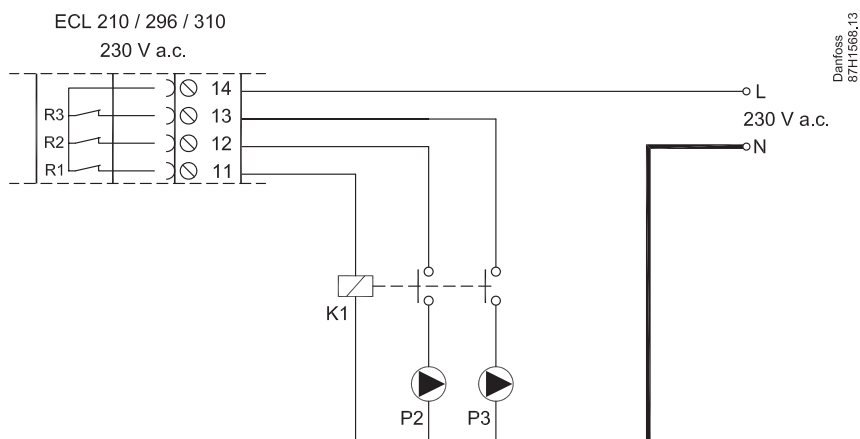 ECL 210 / 296 / 310
230 V a.c.
Danfoss
87H1568.13
14
L
R3
13
230 V a.c.
R2
12
N
R1
11
K1
P2
P3